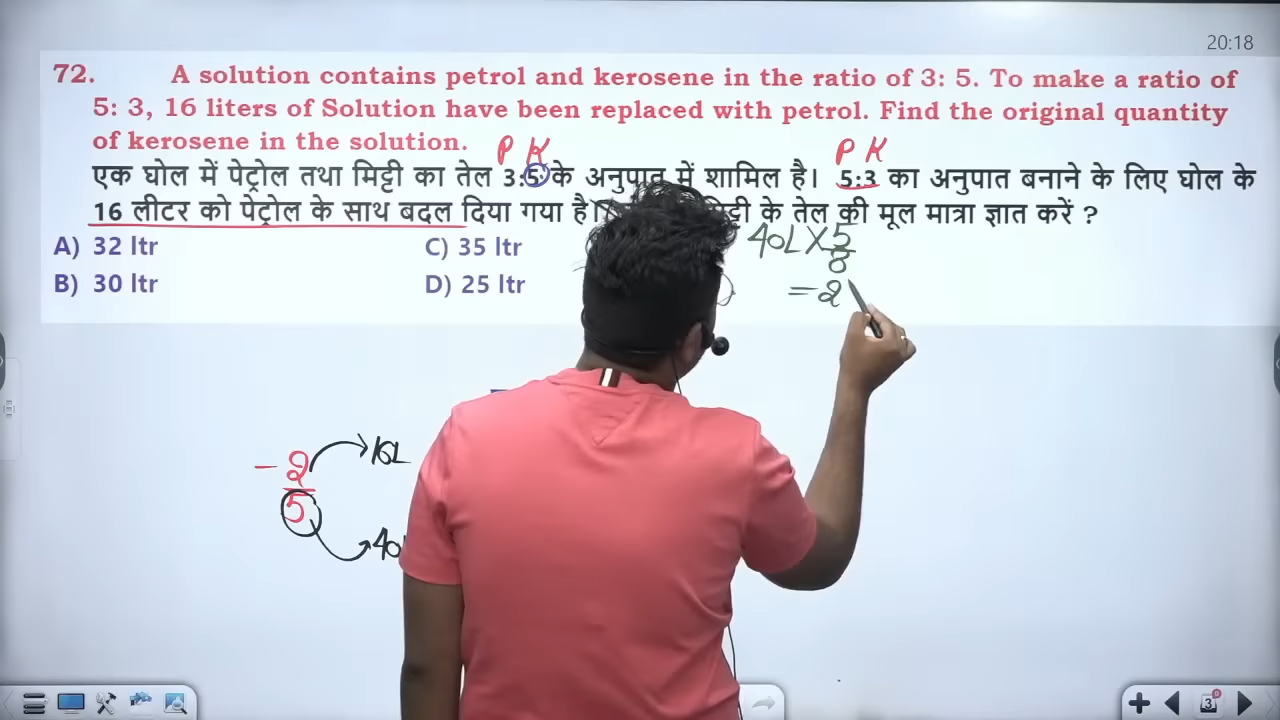 20:18
72. A solution contains petrol and kerosene in the ratio of 3: 5. To make a ratio of
5: 3, 16 liters of Solution have been replaced with petrol. Find the original quantity
of kerosene in the solution.
P K P K
एक घोल में पेट्रोल तथा मिट्टी का तेल 3:5 के अनुपात में शामिल है। 5:3 का अनुपात बनाने के लिए घोल के
16 लीटर को पेट्रोल के साथ बदल दिया गया है। के तेल की मूल मात्रा ज्ञात करें ?
A) 32 ltr C) 35 ltr
B) 30 ltr D) 25 ltr
40L X 5/8
= 2
- 2/5
16L
40
3